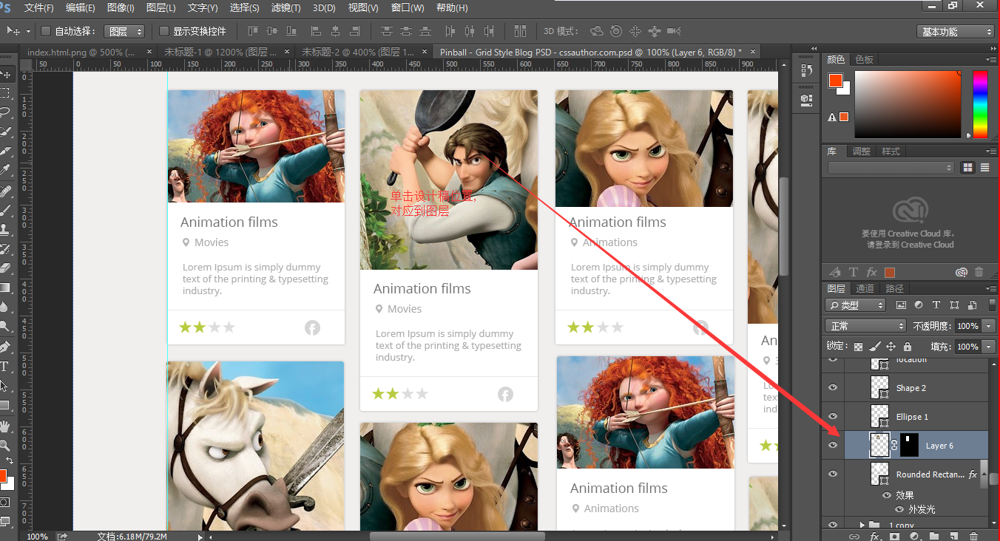 文件(F) 编辑(E) 图像(I) 图层(L) 文字(Y) 选择(S) 滤镜(T) 3D(D) 视图(V) 窗口(W) 帮助(H)
自动选择: 图层 显示变换控件 3D 模式: 基本功能
index.html.png @ 500% (... × 未标题-1 @ 1200% (图层 ... × 未标题-2 @ 400% (图层 1... × Pinball - Grid Style Blog PSD - cssauthor.com.psd @ 100% (Layer 6, RGB/8) * ×
50 0 50 100 150 200 250 300 350 400 450 500 550 600 650 700 750 800 850 900
颜色 色板
库 调整 样式
要使用 Creative Cloud 库，
请登录到 Creative Cloud
单击设计稿位置，
对应到图层
Animation films
Movies
Lorem Ipsum is simply dummy
text of the printing & typesetting
industry.
Animation films
Movies
Lorem Ipsum is simply dummy
text of the printing & typesetting
industry.
Animation films
Animations
Lorem Ipsum is simply dummy
text of the printing & typesetting
industry.
Animation films
Animations
图层 通道 路径
类型
正常 不透明度: 100%
锁定: 填充: 100%
location
Shape 2
Ellipse 1
Layer 6
Rounded Rectan... fx
效果
外发光
1 copy
100% 文档:6.18M/79.2M